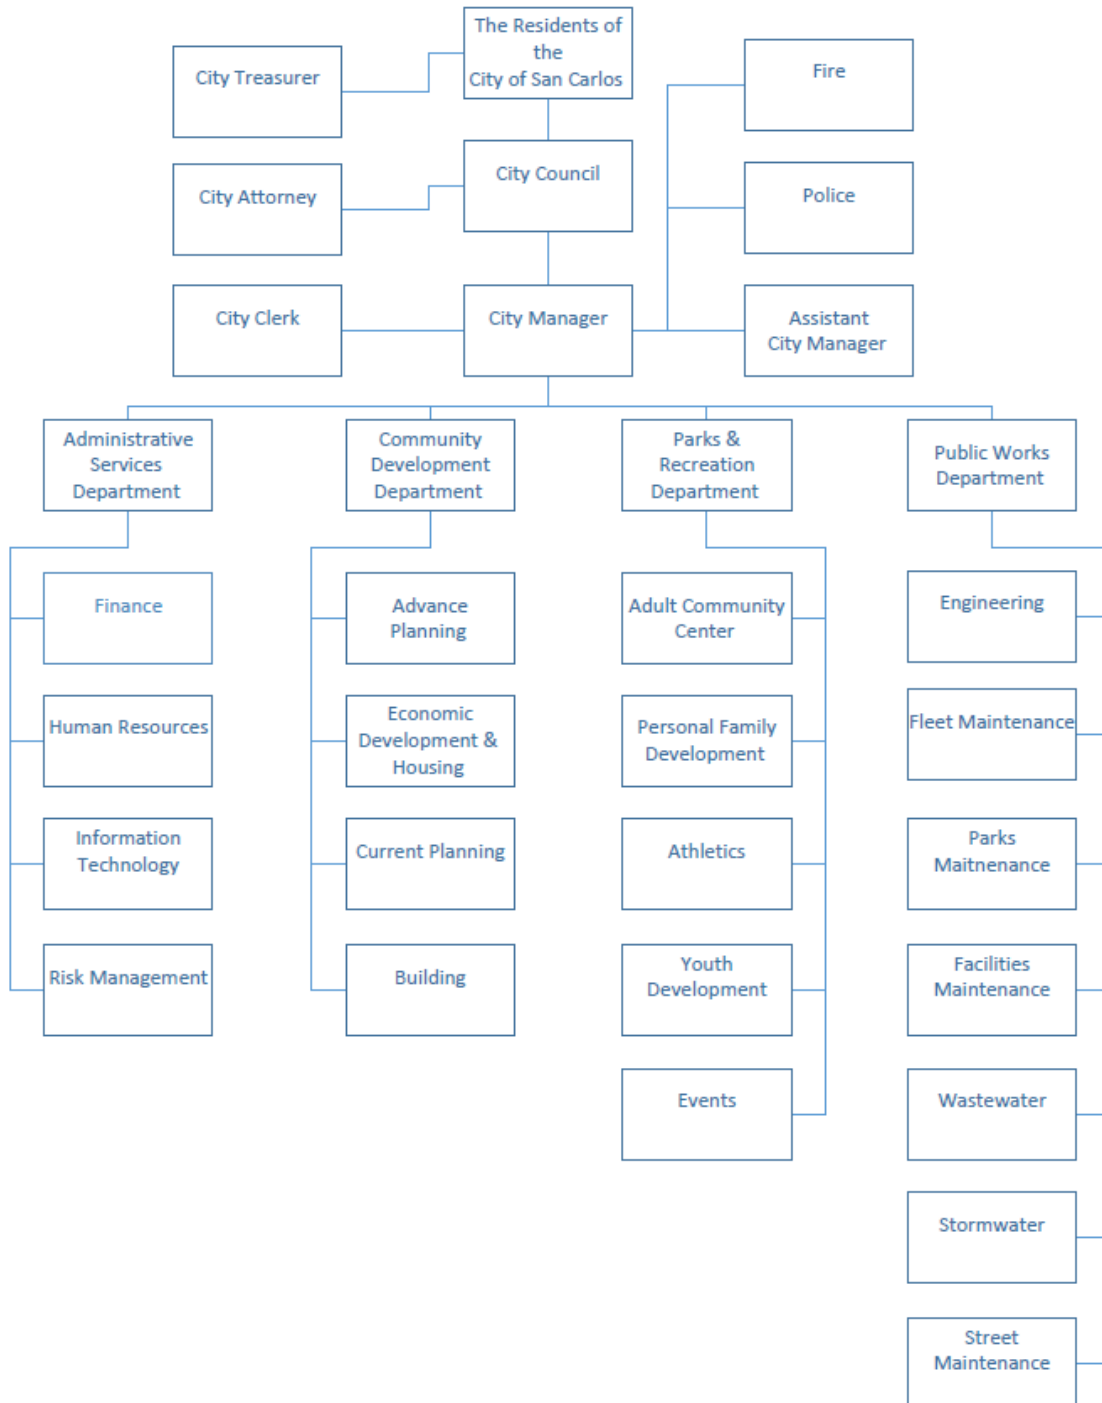 The Residents of
the
City of San Carlos
City Treasurer
Fire
City Council
City Attorney
Police
City Clerk
City Manager
Assistant
City Manager
Administrative
Services
Department
Community
Development
Department
Parks &
Recreation
Department
Public Works
Department
Finance
Human Resources
Information
Technology
Risk Management
Advance
Planning
Economic
Development &
Housing
Current Planning
Building
Adult Community
Center
Personal Family
Development
Athletics
Youth
Development
Events
Engineering
Fleet Maintenance
Parks
Maitnenance
Facilities
Maintenance
Wastewater
Stormwater
Street
Maintenance